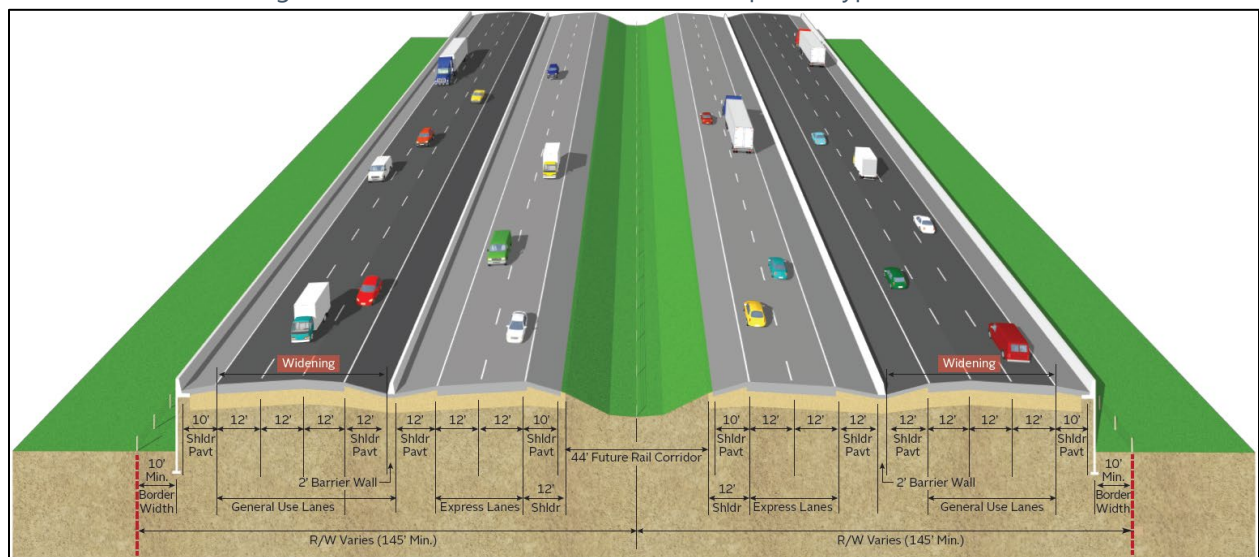 Widening
Widening
10' 12' 12' 12' 12' 12' 12' 12' 10' 10' 12' 12' 12' 12' 12' 12' 12' 10'
Shldr Pavt
Shldr Pavt
Shldr Pavt
Shldr Pavt
Shldr Pavt
Shldr Pavt
Shldr Pavt
Shldr Pavt
44' Future Rail Corridor
10' Min.
Border Width
2' Barrier Wall
12' Shldr
12' Shldr
2' Barrier Wall
10' Min.
Border Width
General Use Lanes
Express Lanes
Express Lanes
General Use Lanes
R/W Varies (145' Min.)
R/W Varies (145' Min.)